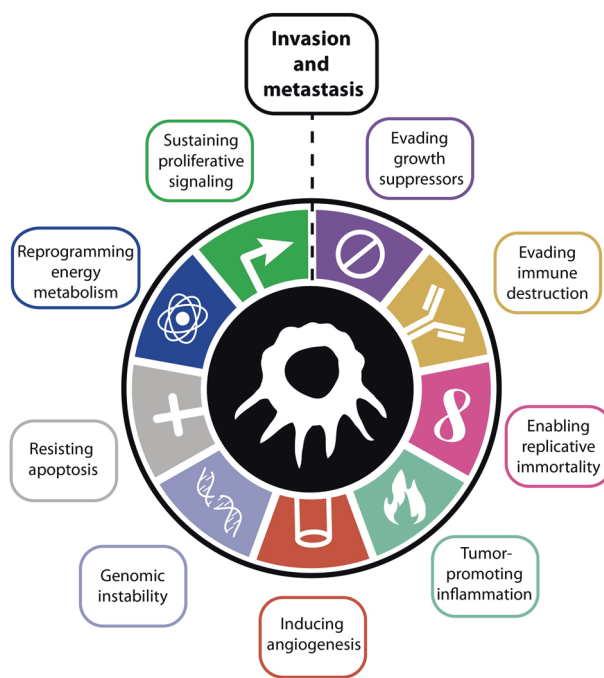 Invasion
and
metastasis
Sustaining
proliferative
signaling
Evading
growth
suppressors
Reprogramming
energy
metabolism
Evading
immune
destruction
Resisting
apoptosis
Enabling
replicative
immortality
Genomic
instability
Inducing
angiogenesis
Tumor-
promoting
inflammation